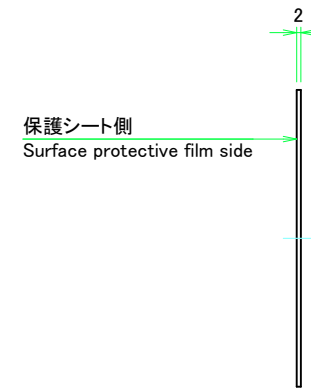 2
保護シート側
Surface protective film side